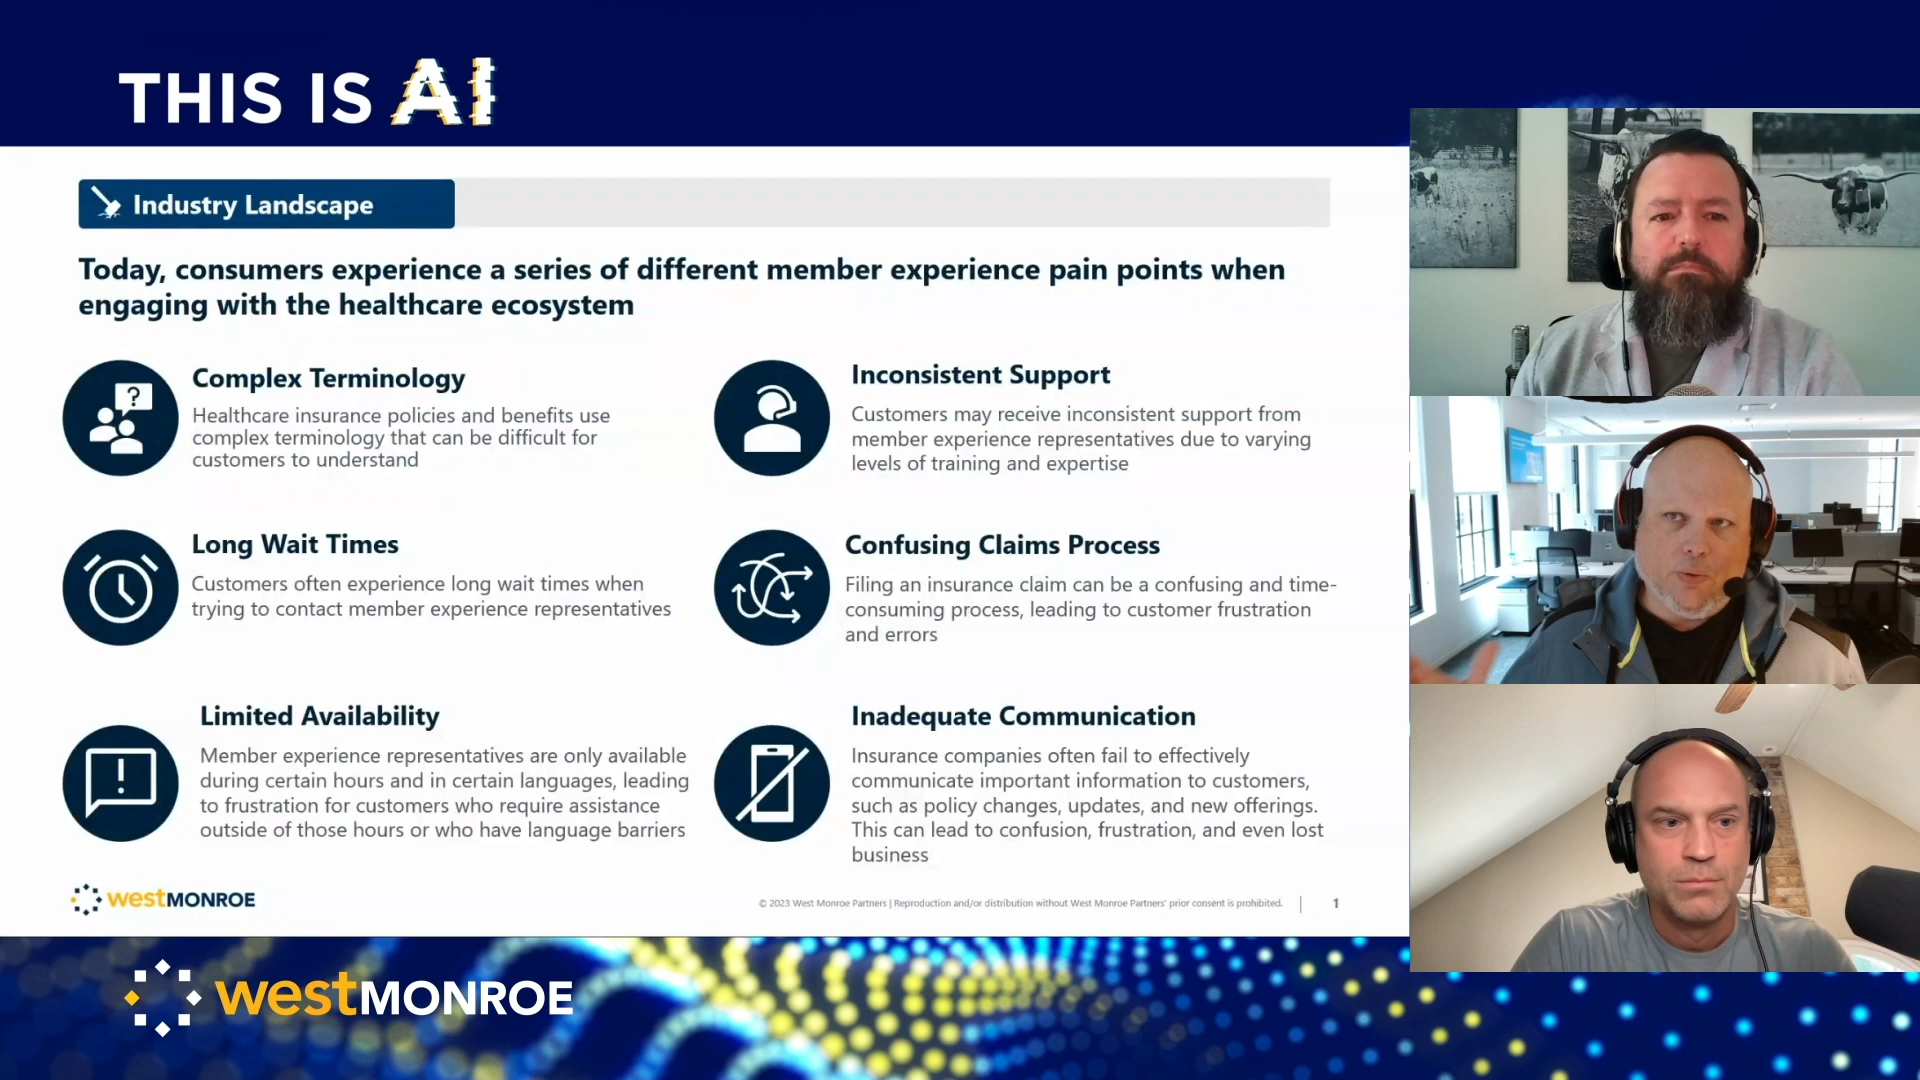 THIS IS AI
Industry Landscape
Today, consumers experience a series of different member experience pain points when
engaging with the healthcare ecosystem
?
Complex Terminology
Healthcare insurance policies and benefits use
complex terminology that can be difficult for
customers to understand
Inconsistent Support
Customers may receive inconsistent support from
member experience representatives due to varying
levels of training and expertise
Long Wait Times
Customers often experience long wait times when
trying to contact member experience representatives
Confusing Claims Process
Filing an insurance claim can be a confusing and time-
consuming process, leading to customer frustration
and errors
!
Limited Availability
Member experience representatives are only available
during certain hours and in certain languages, leading
to frustration for customers who require assistance
outside of those hours or who have language barriers
Inadequate Communication
Insurance companies often fail to effectively
communicate important information to customers,
such as policy changes, updates, and new offerings.
This can lead to confusion, frustration, and even lost
business
westMONROE
© 2023 West Monroe Partners | Reproduction and/or distribution without West Monroe Partners' prior consent is prohibited. | 1
westMONROE